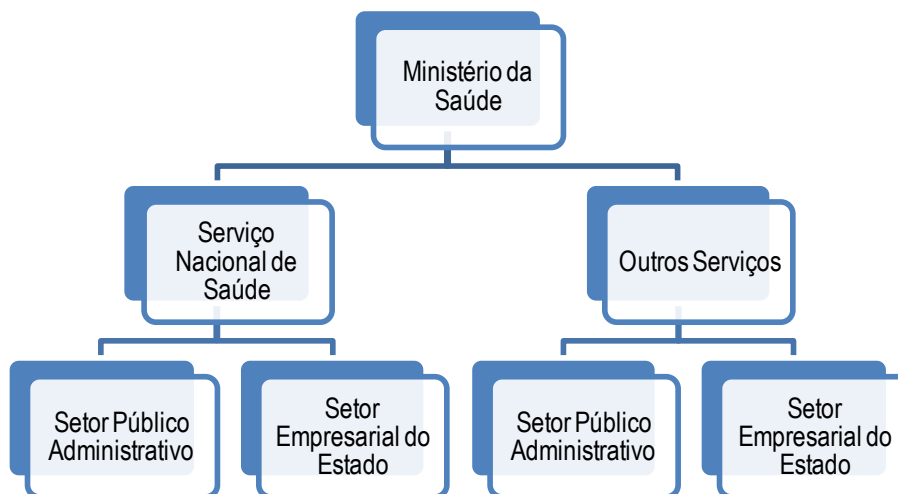 Ministério da
Saúde
Serviço
Nacional de
Saúde
Outros Serviços
Setor Público
Administrativo
Setor
Empresarial do
Estado
Setor Público
Administrativo
Setor
Empresarial do
Estado